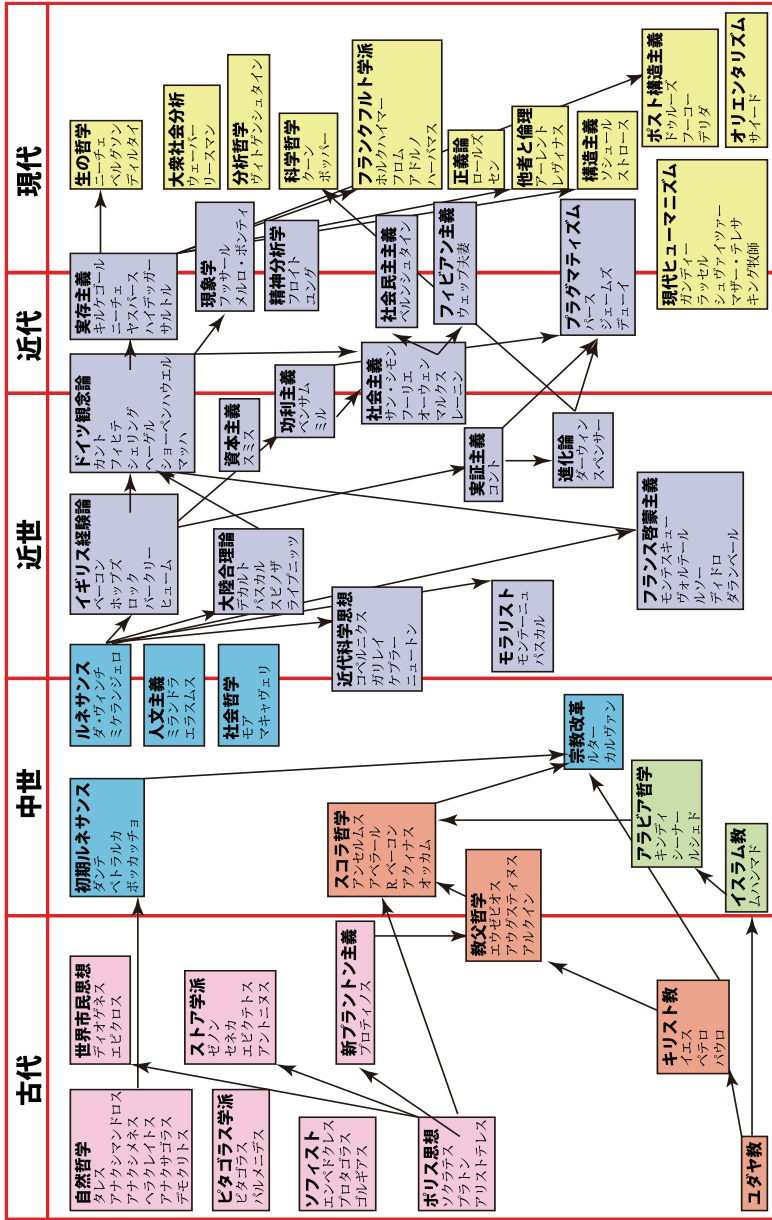 古代
中世
近世
近代
現代
自然哲学
タレス
アナクシマンドロス
アナクシメネス
ヘラクレイトス
アナクサゴラス
デモクリトス
ピタゴラス学派
ピタゴラス
パルメニデス
ソフィスト
エンペドクレス
プロタゴラス
ゴルギアス
ポリス思想
ソクラテス
プラトン
アリストテレス
ユダヤ教
世界市民思想
ディオゲネス
エピクロス
ストア学派
ゼノン
セネカ
エピクテトス
アントニヌス
新プラントン主義
プロティノス
キリスト教
イエス
ペテロ
パウロ
教父哲学
エウゼビオス
アウグスティヌス
アルクイン
初期ルネサンス
ダンテ
ペトラルカ
ボッカッチョ
スコラ哲学
アンセルムス
アベラール
R.ベーコン
アクィナス
オッカム
アラビア哲学
キンディ
シーナー
ルシェド
イスラム教
ムハンマド
宗教改革
ルター
カルヴァン
ルネサンス
ダ・ヴィンチ
ミケランジェロ
人文主義
ミランドラ
エラスムス
社会哲学
モア
マキャヴェリ
イギリス経験論
ベーコン
ホッブズ
ロック
バークリー
ヒューム
大陸合理論
デカルト
パスカル
スピノザ
ライプニッツ
近代科学思想
コペルニクス
ガリレイ
ケプラー
ニュートン
モラリスト
モンテーニュ
パスカル
フランス啓蒙主義
モンテスキュー
ヴォルテール
ルソー
ディドロ
ダランベール
ドイツ観念論
カント
フィヒテ
シェリング
ヘーゲル
ショーペンハウエル
マッハ
資本主義
スミス
功利主義
ベンサム
ミル
社会主義
サン・シモン
フーリエ
オーウェン
マルクス
レーニン
実証主義
コント
進化論
ダーウィン
スペンサー
実存主義
キルケゴール
ニーチェ
ヤスパース
ハイデッガー
サルトル
現象学
フッサール
メルロ・ポンティ
精神分析学
フロイト
ユング
社会民主主義
ベルンシュタイン
フィビアン主義
ウェッブ夫妻
プラグマティズム
パース
ジェームズ
デューイ
現代ヒューマニズム
ガンディー
ラッセル
シュヴァイツァー
マザー・テレサ
キング牧師
生の哲学
ニーチェ
ベルグソン
ディルタイ
大衆社会分析
ウェーバー
リースマン
分析哲学
ヴィトゲンシュタイン
科学哲学
クーン
ポッパー
フランクフルト学派
ホルクハイマー
フロム
アドルノ
ハーバマス
正義論
ロールズ
セン
他者と倫理
アーレント
レヴィナス
構造主義
ソシュール
ストロース
ポスト構造主義
ドゥルーズ
フーコー
デリダ
オリエンタリズム
サイード